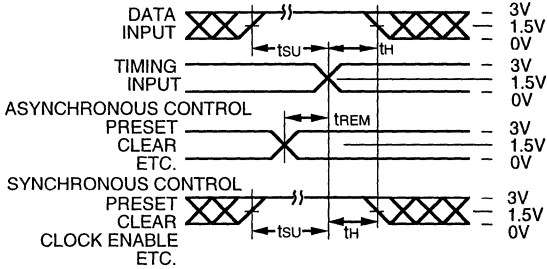 DATA INPUT
3V
1.5V
0V
tSU
tH
TIMING INPUT
3V
1.5V
0V
ASYNCHRONOUS CONTROL
tREM
PRESET
CLEAR
ETC.
3V
1.5V
0V
SYNCHRONOUS CONTROL
PRESET
CLEAR
CLOCK ENABLE
ETC.
3V
1.5V
0V
tSU
tH